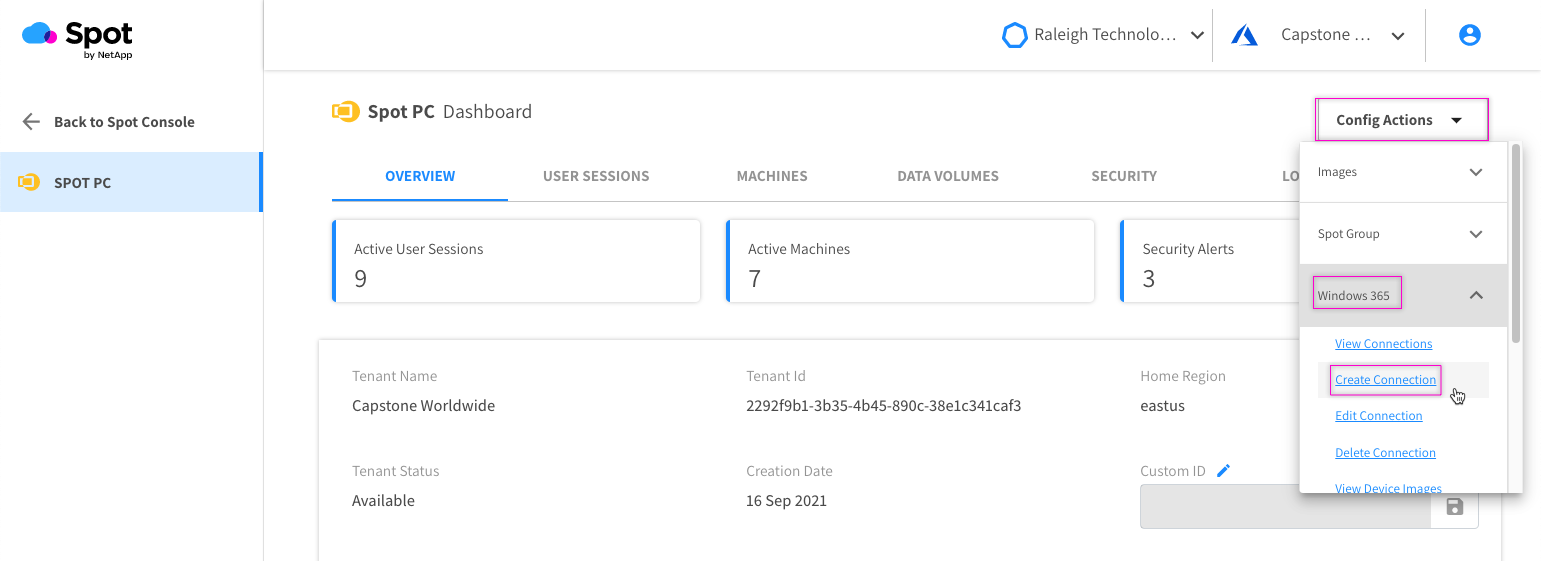 Spot
by NetApp
Raleigh Technolo...
Capstone ...
Back to Spot Console
SPOT PC
Spot PC Dashboard
Config Actions
OVERVIEW
USER SESSIONS
MACHINES
DATA VOLUMES
SECURITY
LO
Images
Spot Group
Windows 365
View Connections
Create Connection
Edit Connection
Delete Connection
View Device Images
Active User Sessions
9
Active Machines
7
Security Alerts
3
Tenant Name
Capstone Worldwide
Tenant Id
2292f9b1-3b35-4b45-890c-38e1c341caf3
Home Region
eastus
Tenant Status
Available
Creation Date
16 Sep 2021
Custom ID